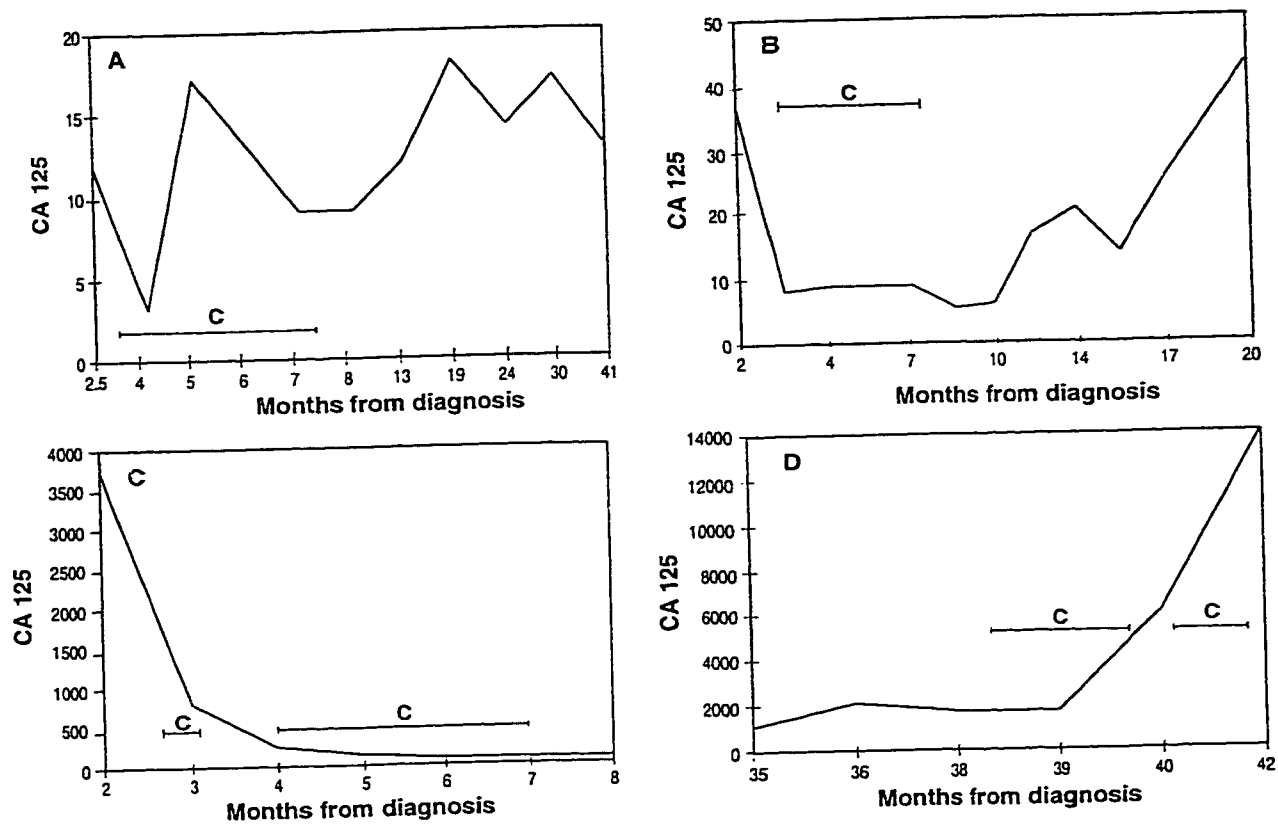 A
CA 125
20
15
10
5
0
C
2.5 4 5 6 7 8 13 19 24 30 41
Months from diagnosis
B
CA 125
50
40
30
20
10
0
C
2 4 7 10 14 17 20
Months from diagnosis
C
CA 125
4000
3500
3000
2500
2000
1500
1000
500
0
C
C
2 3 4 5 6 7 8
Months from diagnosis
D
CA 125
14000
12000
10000
8000
6000
4000
2000
0
C
C
35 36 38 39 40 42
Months from diagnosis